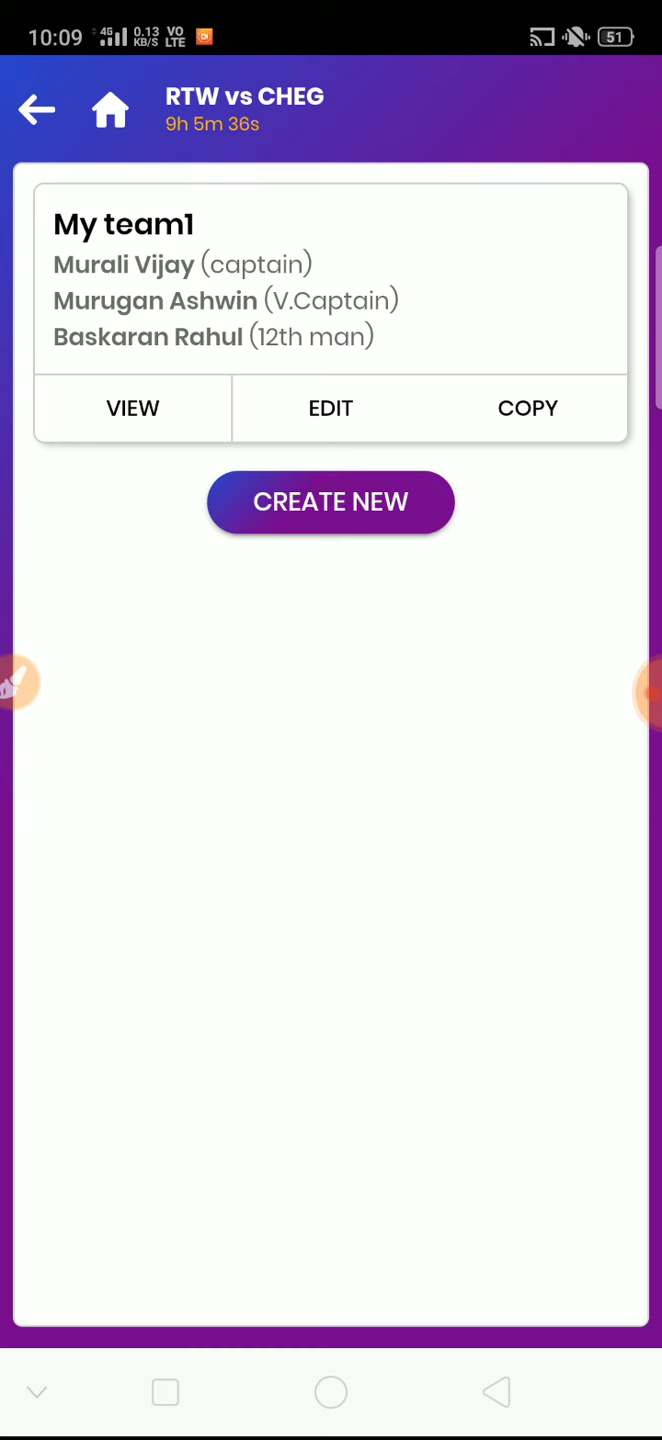 10:09 4G 0.13 KB/S VO LTE 51
RTW vs CHEG
9h 5m 36s
My team1
Murali Vijay (captain)
Murugan Ashwin (V.Captain)
Baskaran Rahul (12th man)
VIEW EDIT COPY
CREATE NEW